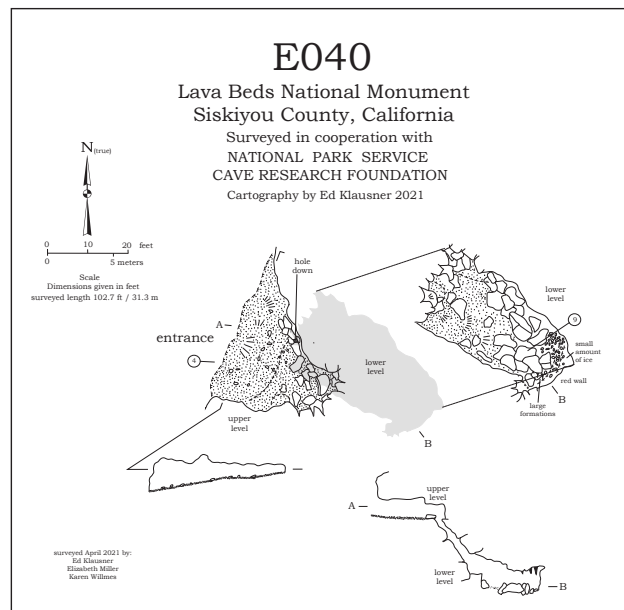 E040
Lava Beds National Monument
Siskiyou County, California
Surveyed in cooperation with
NATIONAL PARK SERVICE
CAVE RESEARCH FOUNDATION
Cartography by Ed Klausner 2021
N (true)
0 10 20 feet
0 5 meters
Scale
Dimensions given in feet
surveyed length 102.7 ft / 31.3 m
hole
down
A
entrance
4
upper
level
lower
level
B
lower
level
9
small
amount
of ice
red wall
B
large
formations
A
upper
level
lower
level
B
surveyed April 2021 by:
Ed Klausner
Elizabeth Miller
Karen Willmes